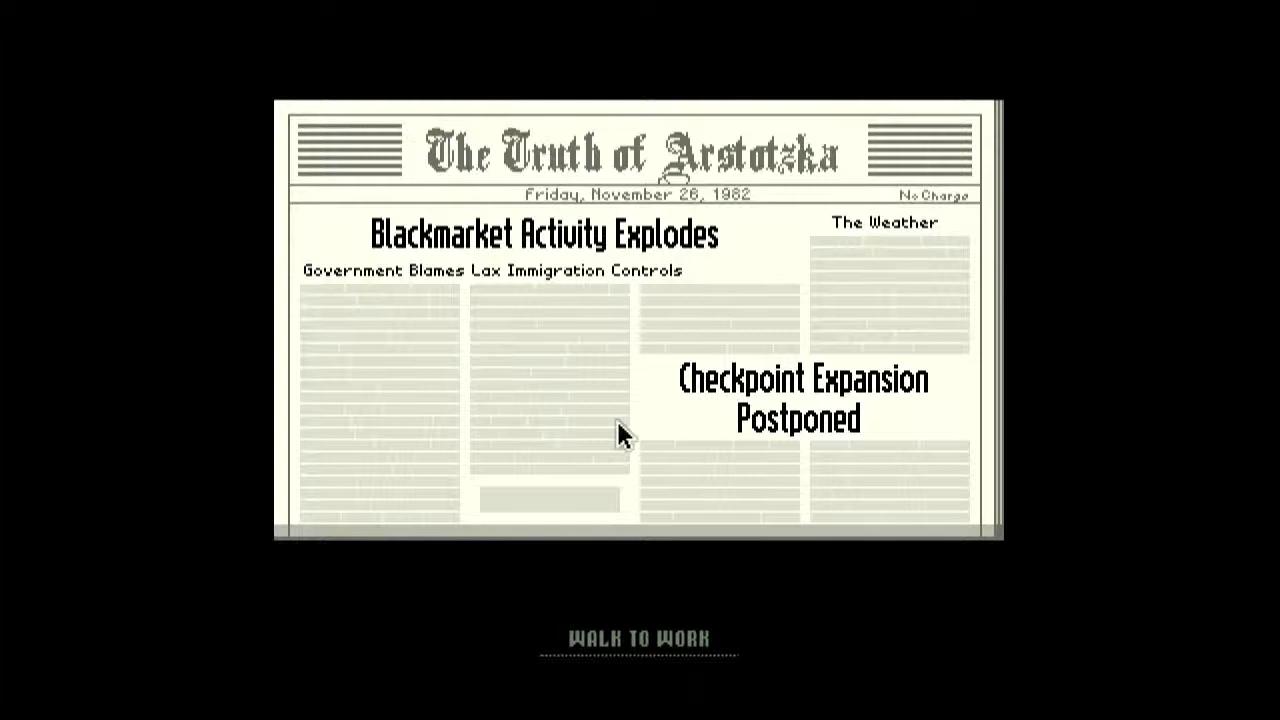 The Truth of Arstotzka
Friday, November 26, 1982
No Charge
Blackmarket Activity Explodes
Government Blames Lax Immigration Controls
The Weather
Checkpoint Expansion
Postponed
WALK TO WORK